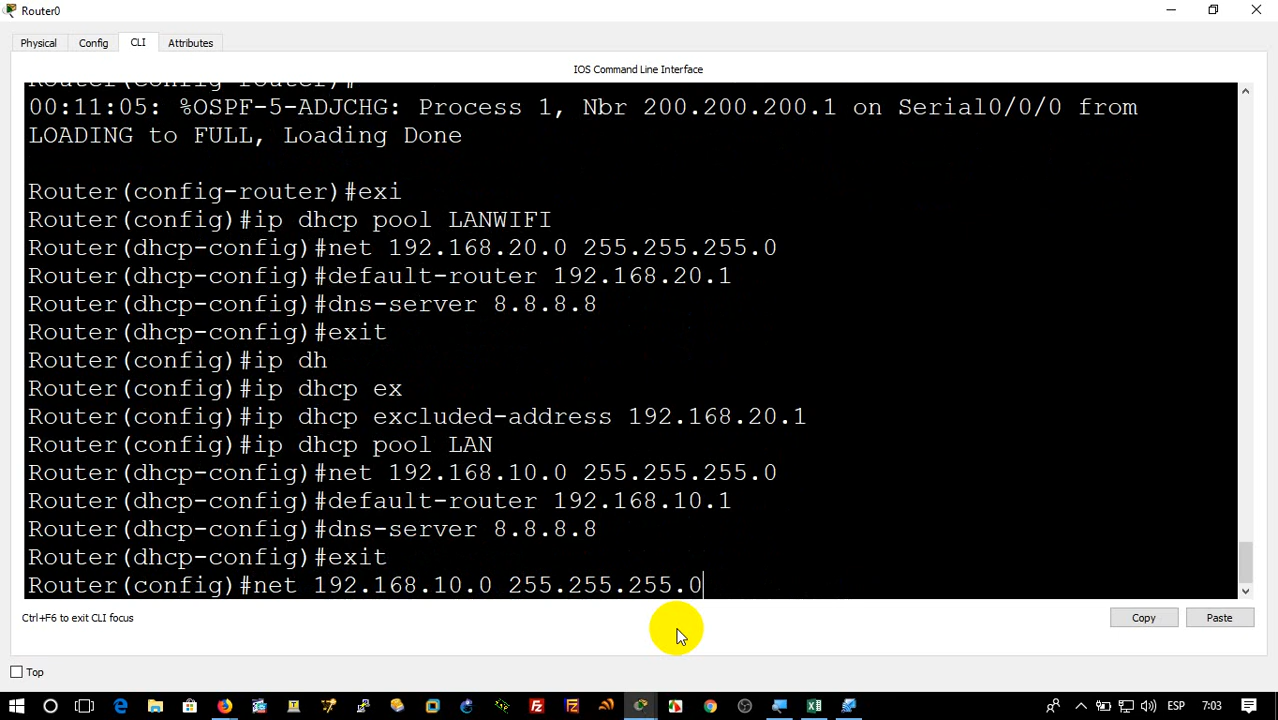 Router0
Physical
Config
CLI
Attributes
IOS Command Line Interface
Router(config-router)#
00:11:05: %OSPF-5-ADJCHG: Process 1, Nbr 200.200.200.1 on Serial0/0/0 from
LOADING to FULL, Loading Done
Router(config-router)#exi
Router(config)#ip dhcp pool LANWIFI
Router(dhcp-config)#net 192.168.20.0 255.255.255.0
Router(dhcp-config)#default-router 192.168.20.1
Router(dhcp-config)#dns-server 8.8.8.8
Router(dhcp-config)#exit
Router(config)#ip dh
Router(config)#ip dhcp ex
Router(config)#ip dhcp excluded-address 192.168.20.1
Router(config)#ip dhcp pool LAN
Router(dhcp-config)#net 192.168.10.0 255.255.255.0
Router(dhcp-config)#default-router 192.168.10.1
Router(dhcp-config)#dns-server 8.8.8.8
Router(dhcp-config)#exit
Router(config)#net 192.168.10.0 255.255.255.0
Ctrl+F6 to exit CLI focus
Copy
Paste
Top
ESP
7:03